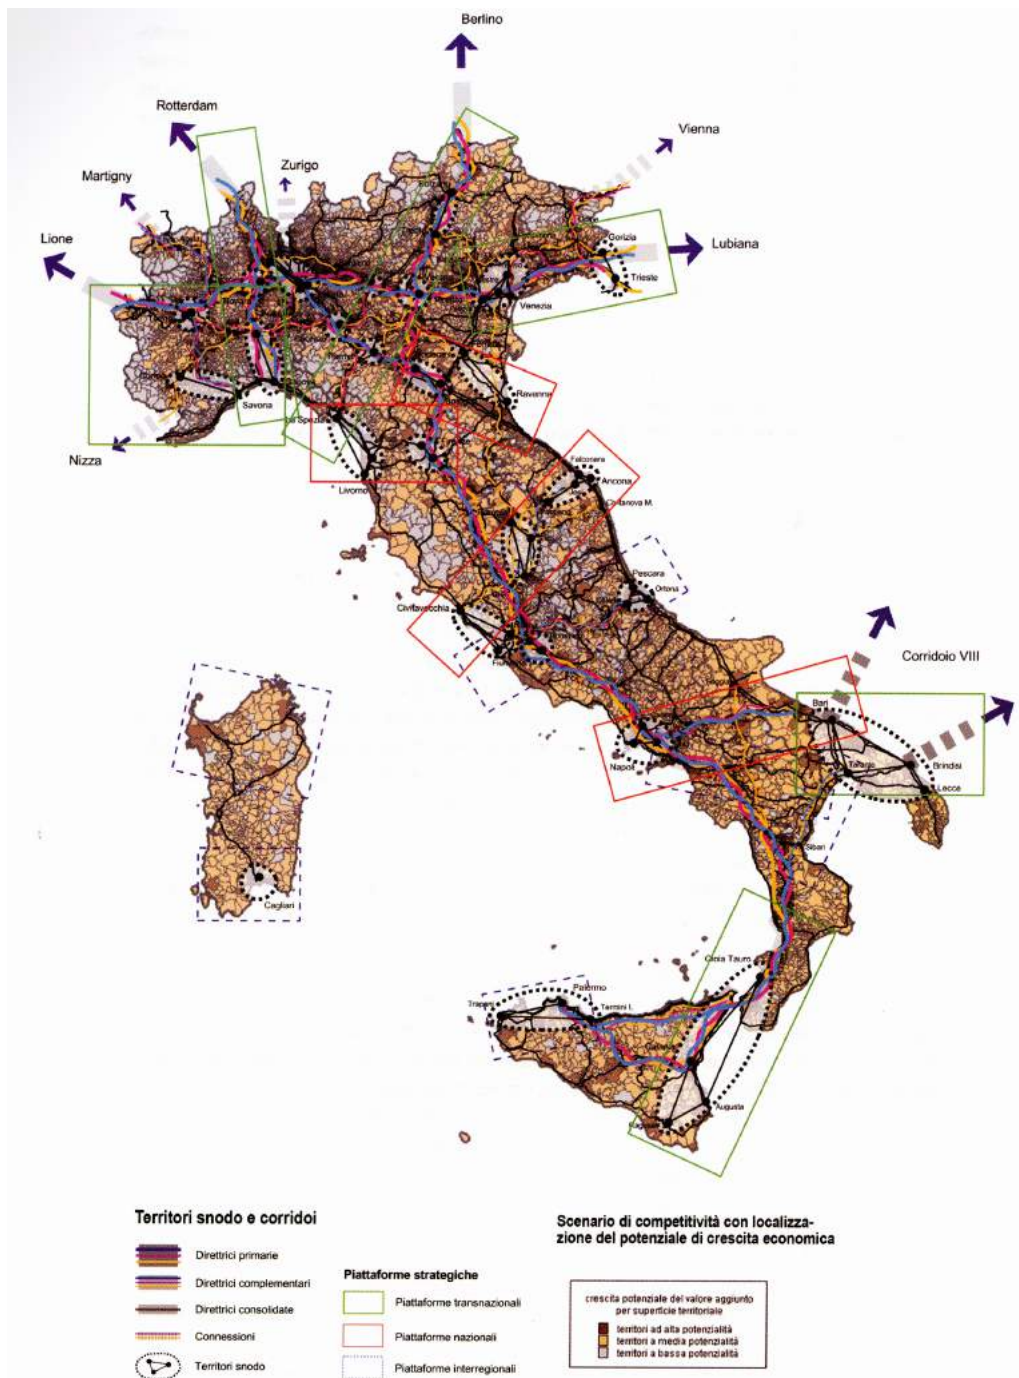 Berlino
Rotterdam
Vienna
Zurigo
Martigny
Lione
Gorizia
Lubiana
Trieste
Venezia
Ravenna
Savona
La Spezia
Nizza
Livorno
Falconara
Ancona
Civitanova M.
Pescara
Ortona
Civitavecchia
Corridoio VIII
Bari
Napoli
Taranto
Brindisi
Lecce
Sibari
Cagliari
Gioia Tauro
Palermo
Trapani
Termini I.
Catania
Augusta
Ragusa
Territori snodo e corridoi
Direttrici primarie
Direttrici complementari
Direttrici consolidate
Connessioni
Territori snodo
Piattaforme strategiche
Piattaforme transnazionali
Piattaforme nazionali
Piattaforme interregionali
Scenario di competitività con localizza-
zione del potenziale di crescita economica
crescita potenziale del valore aggiunto
per superficie territoriale
territori ad alta potenzialità
territori a media potenzialità
territori a bassa potenzialità